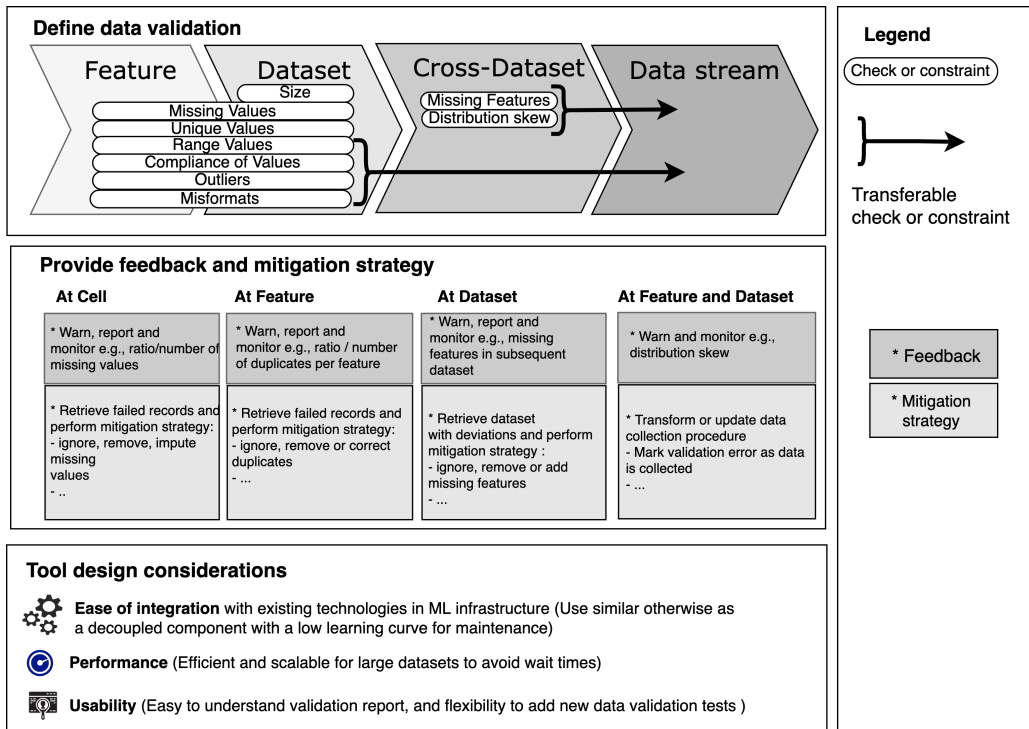 Define data validation
Feature
Dataset
Cross-Dataset
Data stream
Size
Missing Values
Unique Values
Range Values
Compliance of Values
Outliers
Misformats
Missing Features
Distribution skew
Legend
Check or constraint
Transferable
check or constraint
* Feedback
* Mitigation
strategy
Provide feedback and mitigation strategy
At Cell
* Warn, report and
monitor e.g., ratio/number of
missing values
* Retrieve failed records and
perform mitigation strategy:
- ignore, remove, impute
missing
values
- ..
At Feature
* Warn, report and
monitor e.g., ratio / number
of duplicates per feature
* Retrieve failed records and
perform mitigation strategy:
- ignore, remove or correct
duplicates
- ...
At Dataset
* Warn, report and
monitor e.g., missing
features in subsequent
dataset
* Retrieve dataset
with deviations and perform
mitigation strategy :
- ignore, remove or add
missing features
- ...
At Feature and Dataset
* Warn and monitor e.g.,
distribution skew
* Transform or update data
collection procedure
- Mark validation error as data
is collected
- ...
Tool design considerations
Ease of integration with existing technologies in ML infrastructure (Use similar otherwise as
a decoupled component with a low learning curve for maintenance)
Performance (Efficient and scalable for large datasets to avoid wait times)
Usability (Easy to understand validation report, and flexibility to add new data validation tests )